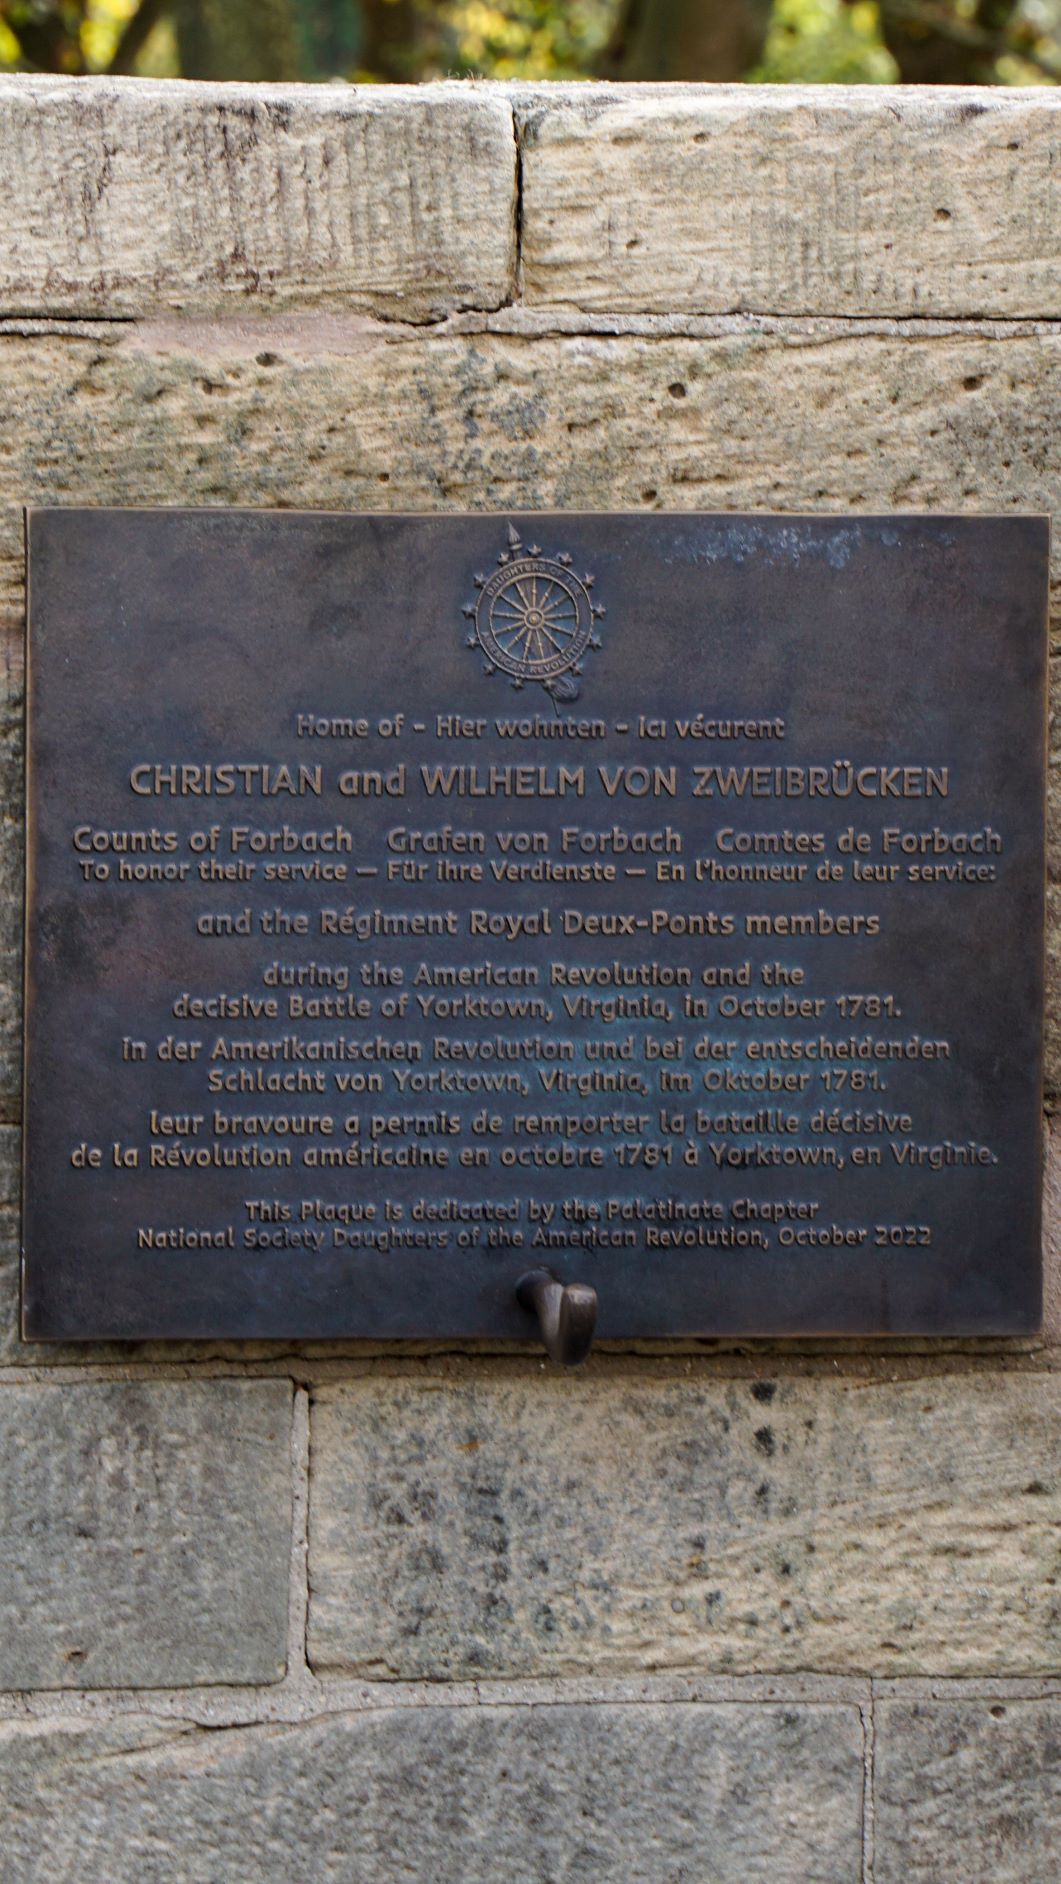 DAUGHTERS OF THE
AMERICAN REVOLUTION
Home of - Hier wohnten - Ici vécurent
CHRISTIAN and WILHELM VON ZWEIBRÜCKEN
Counts of Forbach Grafen von Forbach Comtes de Forbach
To honor their service — Für ihre Verdienste — En l'honneur de leur service:
and the Régiment Royal Deux-Ponts members
during the American Revolution and the
decisive Battle of Yorktown, Virginia, in October 1781.
in der Amerikanischen Revolution und bei der entscheidenden
Schlacht von Yorktown, Virginia, im Oktober 1781.
leur bravoure a permis de remporter la bataille décisive
de la Révolution américaine en octobre 1781 à Yorktown, en Virginie.
This Plaque is dedicated by the Palatinate Chapter
National Society Daughters of the American Revolution, October 2022